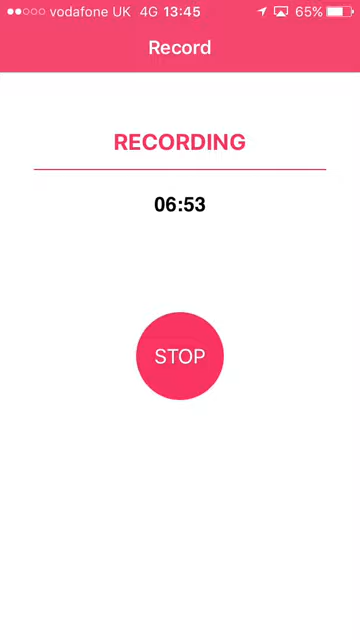 vodafone UK 4G 13:45 65%
Record
RECORDING
06:53
STOP